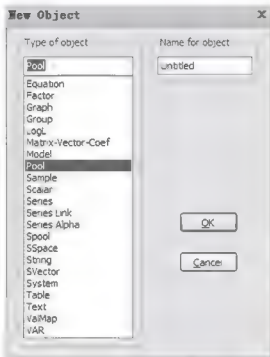 New Object x
Type of object
Name for object
Pool
untitled
Equation
Factor
Graph
Group
LogL
Matrix-Vector-Coef
Model
Pool
Sample
Scalar
Series
Series Link
Series Alpha
Spool
SSpace
String
SVector
System
Table
Text
ValMap
VAR
OK
Cancel